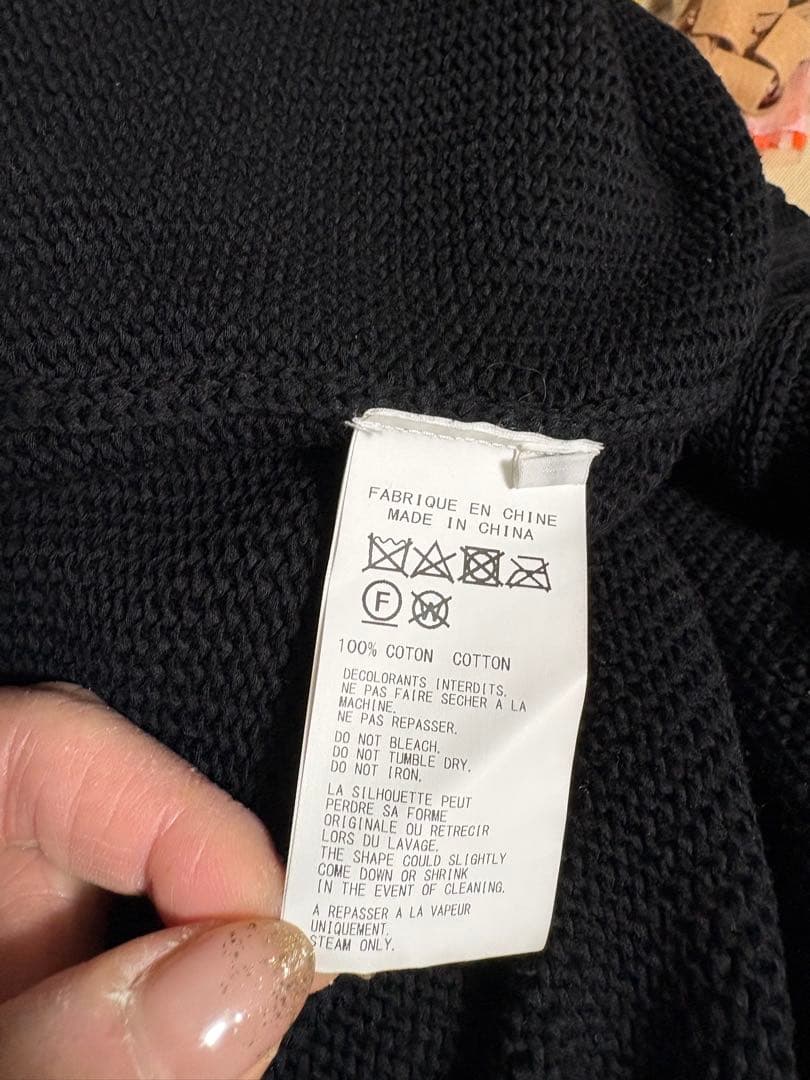 FABRIQUE EN CHINE
MADE IN CHINA
F W
100% COTON COTTON
DECOLORANTS INTERDITS.
NE PAS FAIRE SECHER A LA
MACHINE.
NE PAS REPASSER.
DO NOT BLEACH.
DO NOT TUMBLE DRY.
DO NOT IRON.
LA SILHOUETTE PEUT
PERDRE SA FORME
ORIGINALE OU RETRECIR
LORS DU LAVAGE.
THE SHAPE COULD SLIGHTLY
COME DOWN OR SHRINK
IN THE EVENT OF CLEANING.
A REPASSER A LA VAPEUR
UNIQUEMENT.
STEAM ONLY.